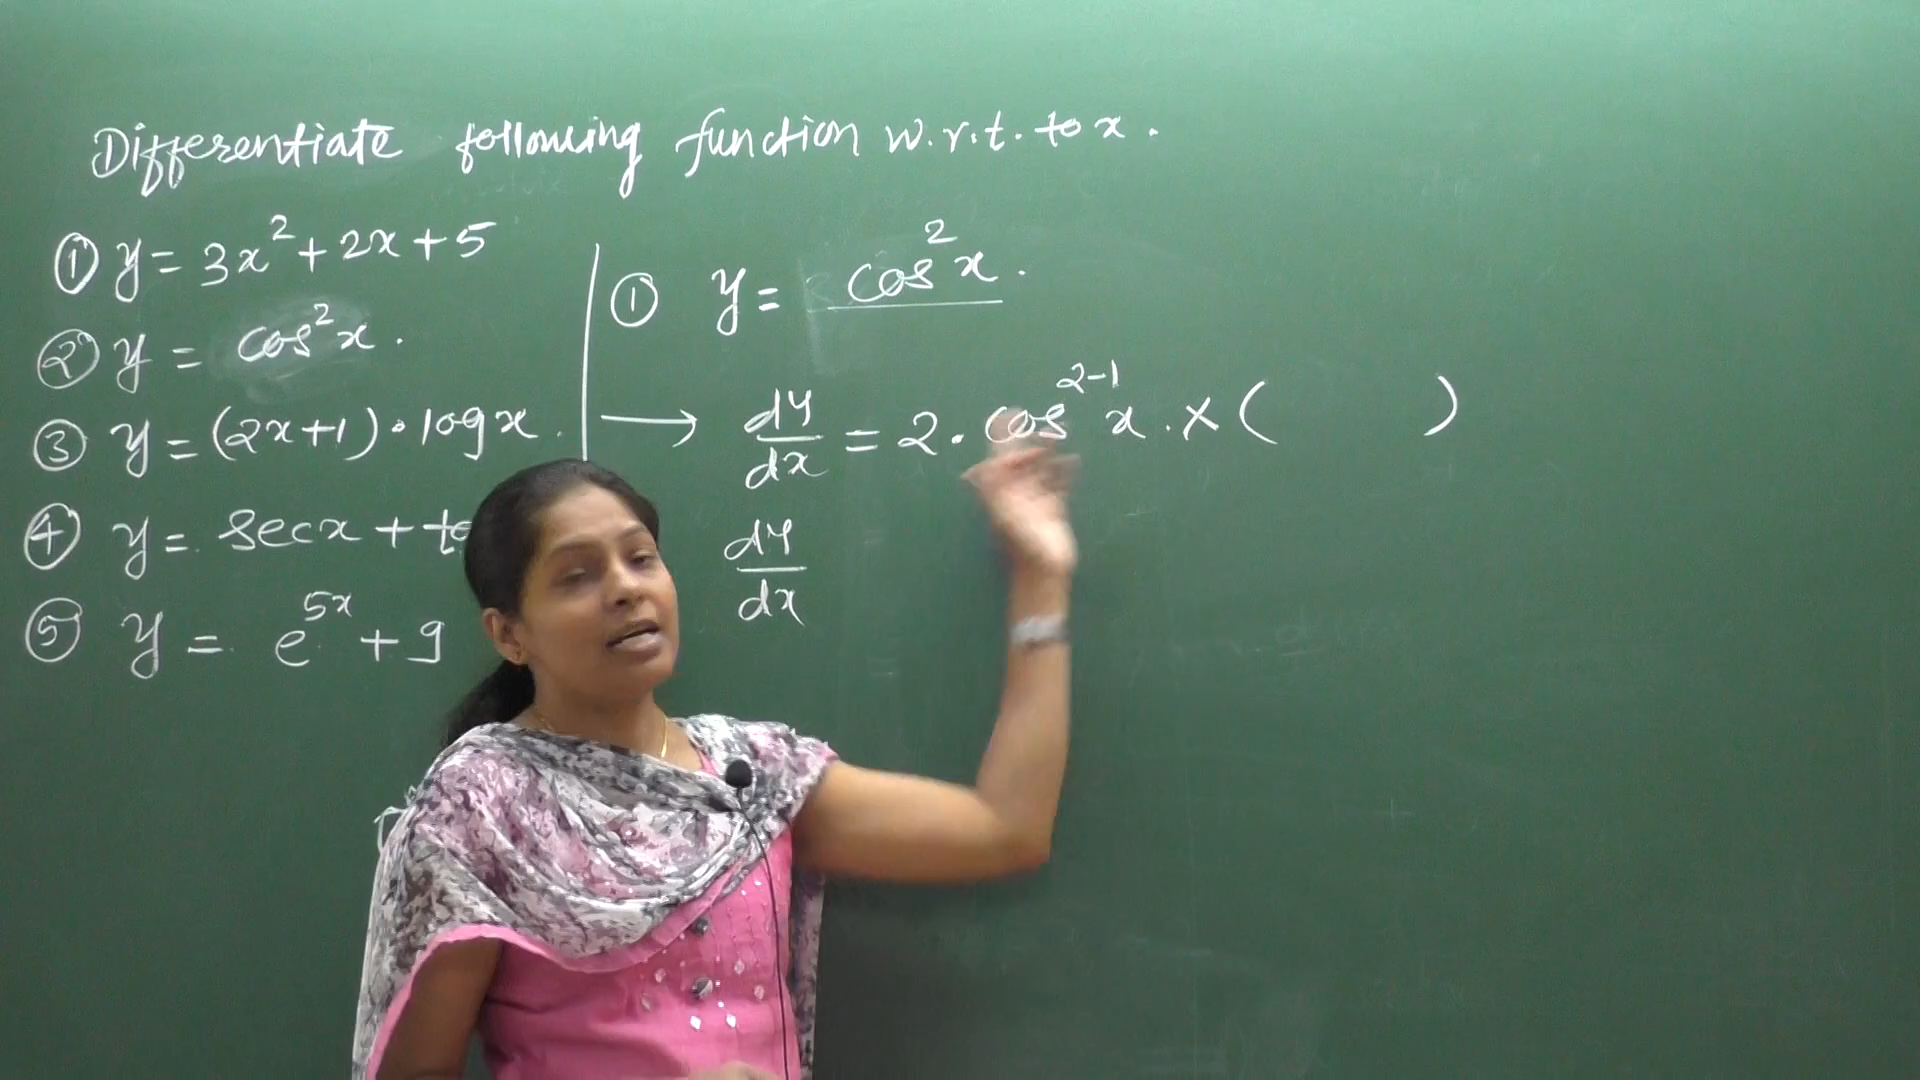 Differentiate following function w.r.t. to x.
① y = 3x² + 2x + 5
② y = cos²x.
③ y = (2x+1)·logx.
④ y = secx +
⑤ y = e^{5x} + 9
① y = cos²x.
→ dy/dx = 2·cos^{2-1}x.×( )
dy/dx